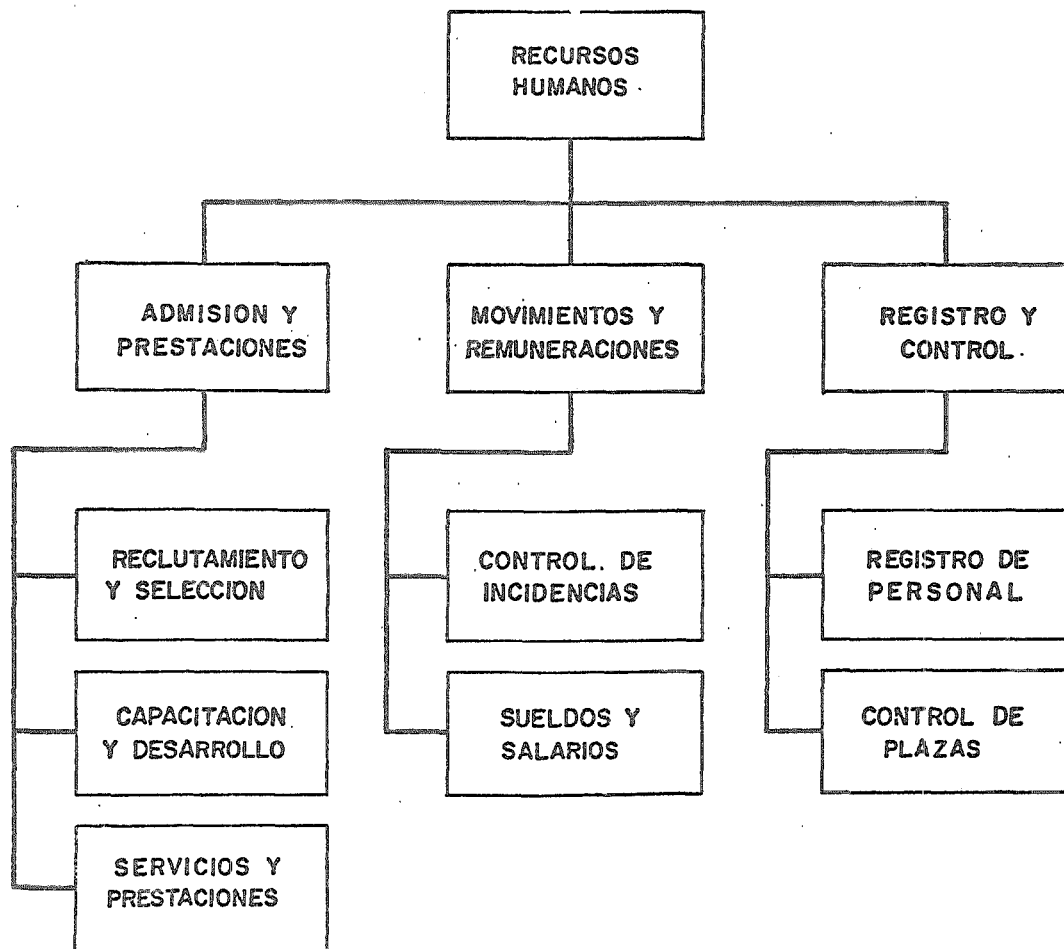 RECURSOS
HUMANOS
ADMISION Y
PRESTACIONES
MOVIMIENTOS Y
REMUNERACIONES
REGISTRO Y
CONTROL
RECLUTAMIENTO
Y SELECCION
CONTROL. DE
INCIDENCIAS
REGISTRO DE
PERSONAL
CAPACITACION
Y DESARROLLO
SUELDOS Y
SALARIOS
CONTROL DE
PLAZAS
SERVICIOS Y
PRESTACIONES